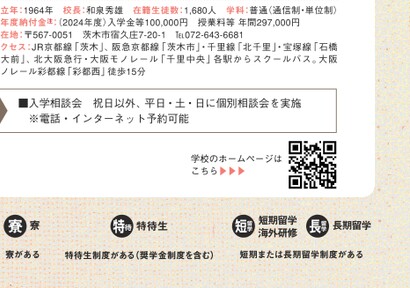 立年：1964年　校長：和泉秀雄　在籍生徒数：1,680人　学科：普通（通信制・単位制）
年度納付金：（2024年度）入学金等100,000円　授業料等 年間297,000円
在地：〒567-0051　茨木市宿久庄7-20-1　℡072-643-6681
クセス：JR京都線「茨木」、阪急京都線「茨木市」・千里線「北千里」・宝塚線「石橋
大前」、北大阪急行・大阪モノレール「千里中央」各駅からスクールバス。大阪
ノレール彩都線「彩都西」徒歩15分
■入学相談会　祝日以外、平日・土・日に個別相談会を実施
※電話・インターネット予約可能
学校のホームページは
こちら▶▶▶
寮 寮
特待 特待生
短留学 短期留学
海外研修
長留学 長期留学
寮がある
特待生制度がある（奨学金制度を含む）
短期または長期留学制度がある